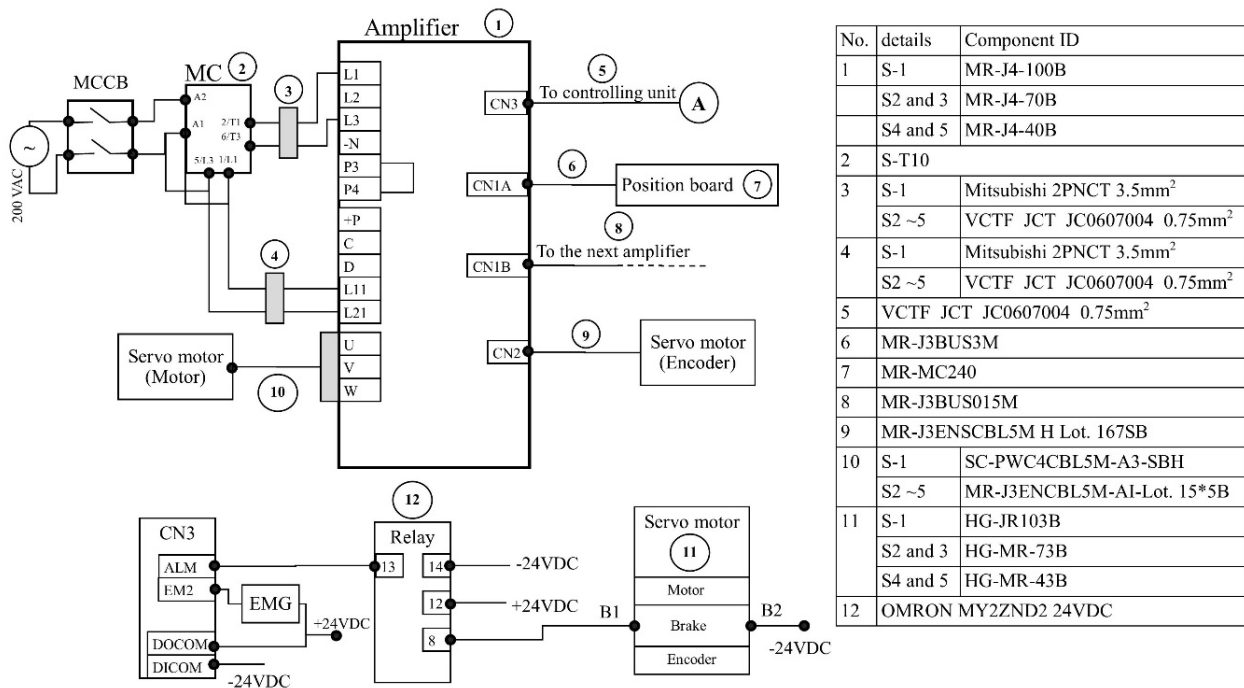 Amplifier 1
MC 2
MCCB
A2
A1
2/T1
6/T3
5/L3 1/L1
200 VAC
~
3
4
L1
L2
L3
-N
P3
P4
+P
C
D
L11
L21
U
V
W
CN3
5
To controlling unit
A
CN1A
6
Position board 7
8
To the next amplifier
CN1B
CN2
9
Servo motor
(Encoder)
Servo motor
(Motor)
10
CN3
ALM
EM2
DOCOM
DICOM
EMG
+24VDC
-24VDC
12
Relay
13
14
12
8
-24VDC
+24VDC
Servo motor
11
Motor
B1
Brake
B2
Encoder
-24VDC
No. details Component ID
1 S-1 MR-J4-100B
S2 and 3 MR-J4-70B
S4 and 5 MR-J4-40B
2 S-T10
3 S-1 Mitsubishi 2PNCT 3.5mm²
S2 ~5 VCTF JCT JC0607004 0.75mm²
4 S-1 Mitsubishi 2PNCT 3.5mm²
S2 ~5 VCTF JCT JC0607004 0.75mm²
5 VCTF JCT JC0607004 0.75mm²
6 MR-J3BUS3M
7 MR-MC240
8 MR-J3BUS015M
9 MR-J3ENSCBL5M H Lot. 167SB
10 S-1 SC-PWC4CBL5M-A3-SBH
S2 ~5 MR-J3ENCBL5M-AI-Lot. 15*5B
11 S-1 HG-JR103B
S2 and 3 HG-MR-73B
S4 and 5 HG-MR-43B
12 OMRON MY2ZND2 24VDC